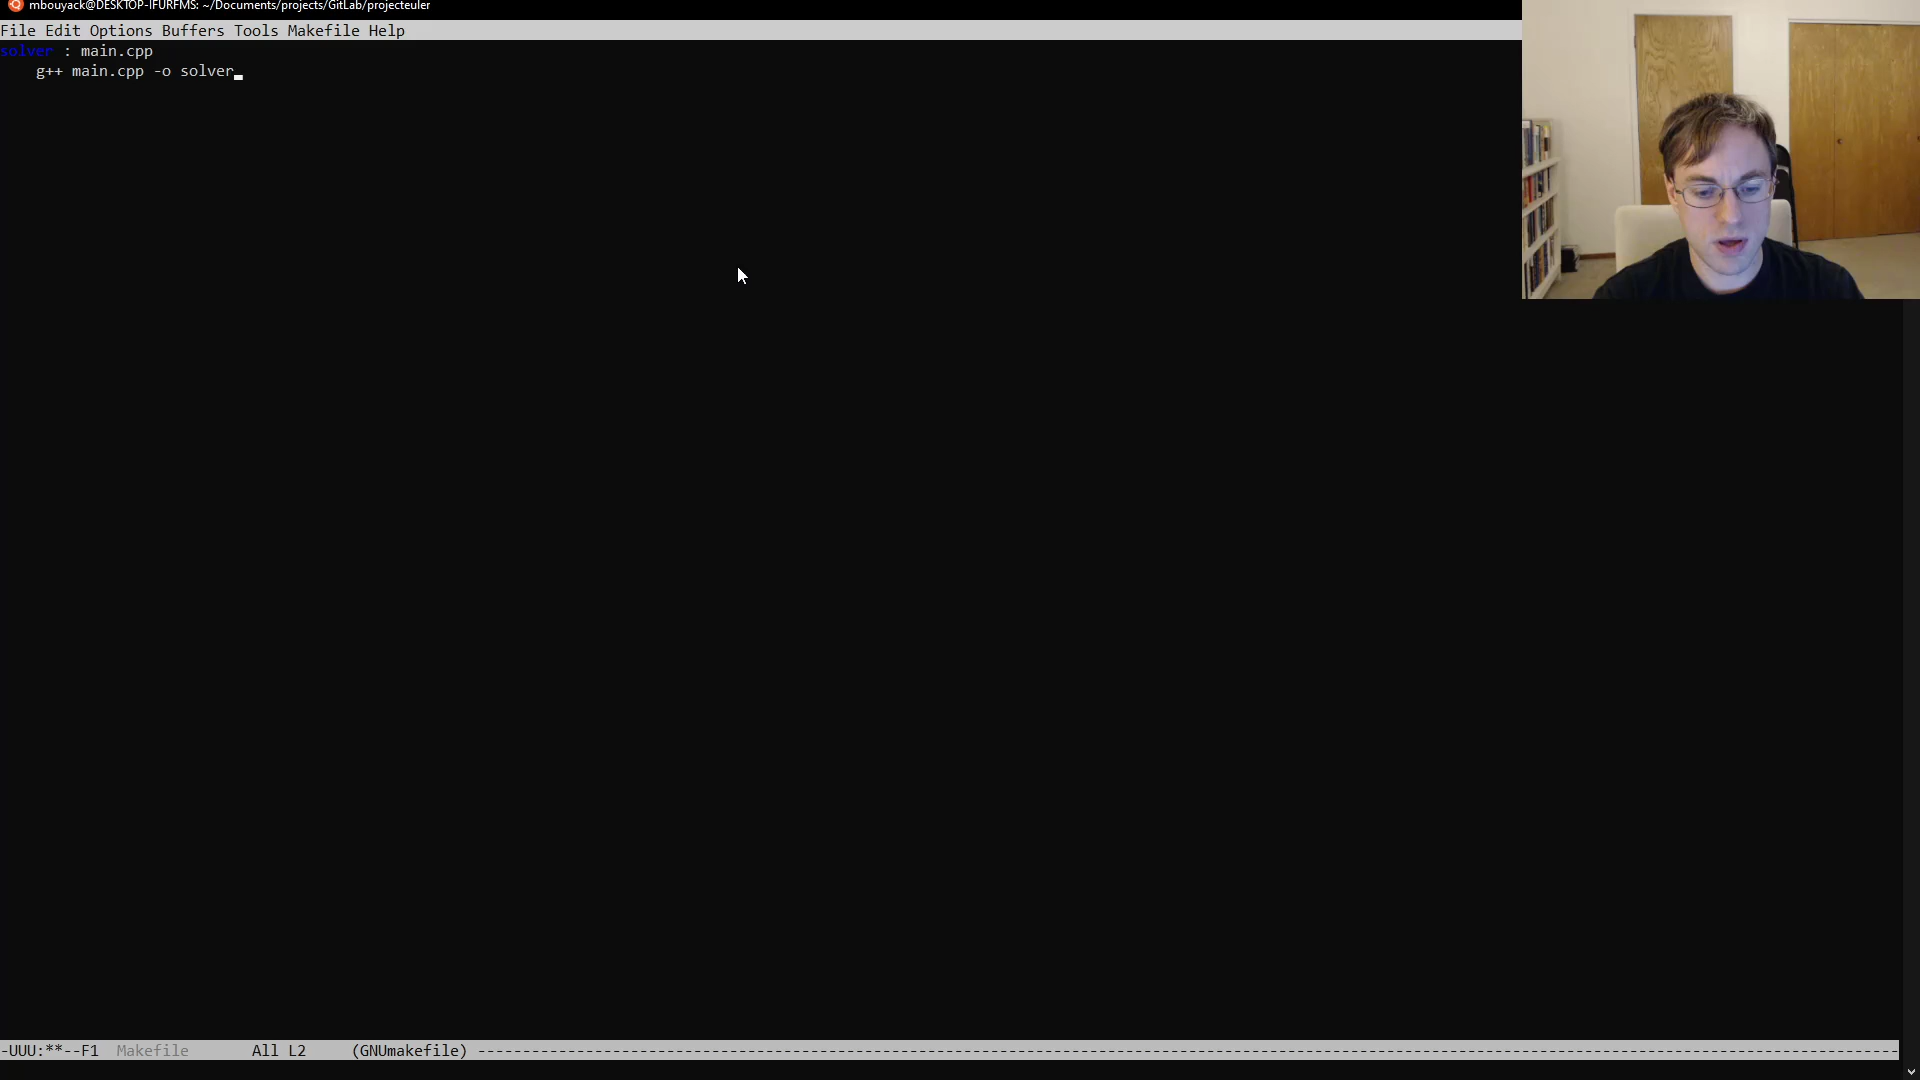 mbouyack@DESKTOP-IFURFMS: ~/Documents/projects/GitLab/projecteuler
File Edit Options Buffers Tools Makefile Help
solver : main.cpp
    g++ main.cpp -o solver
-UUU:**--F1  Makefile       All L2     (GNUmakefile) --------------------------------------------------------------------------------------------------------------------------------------------------------------